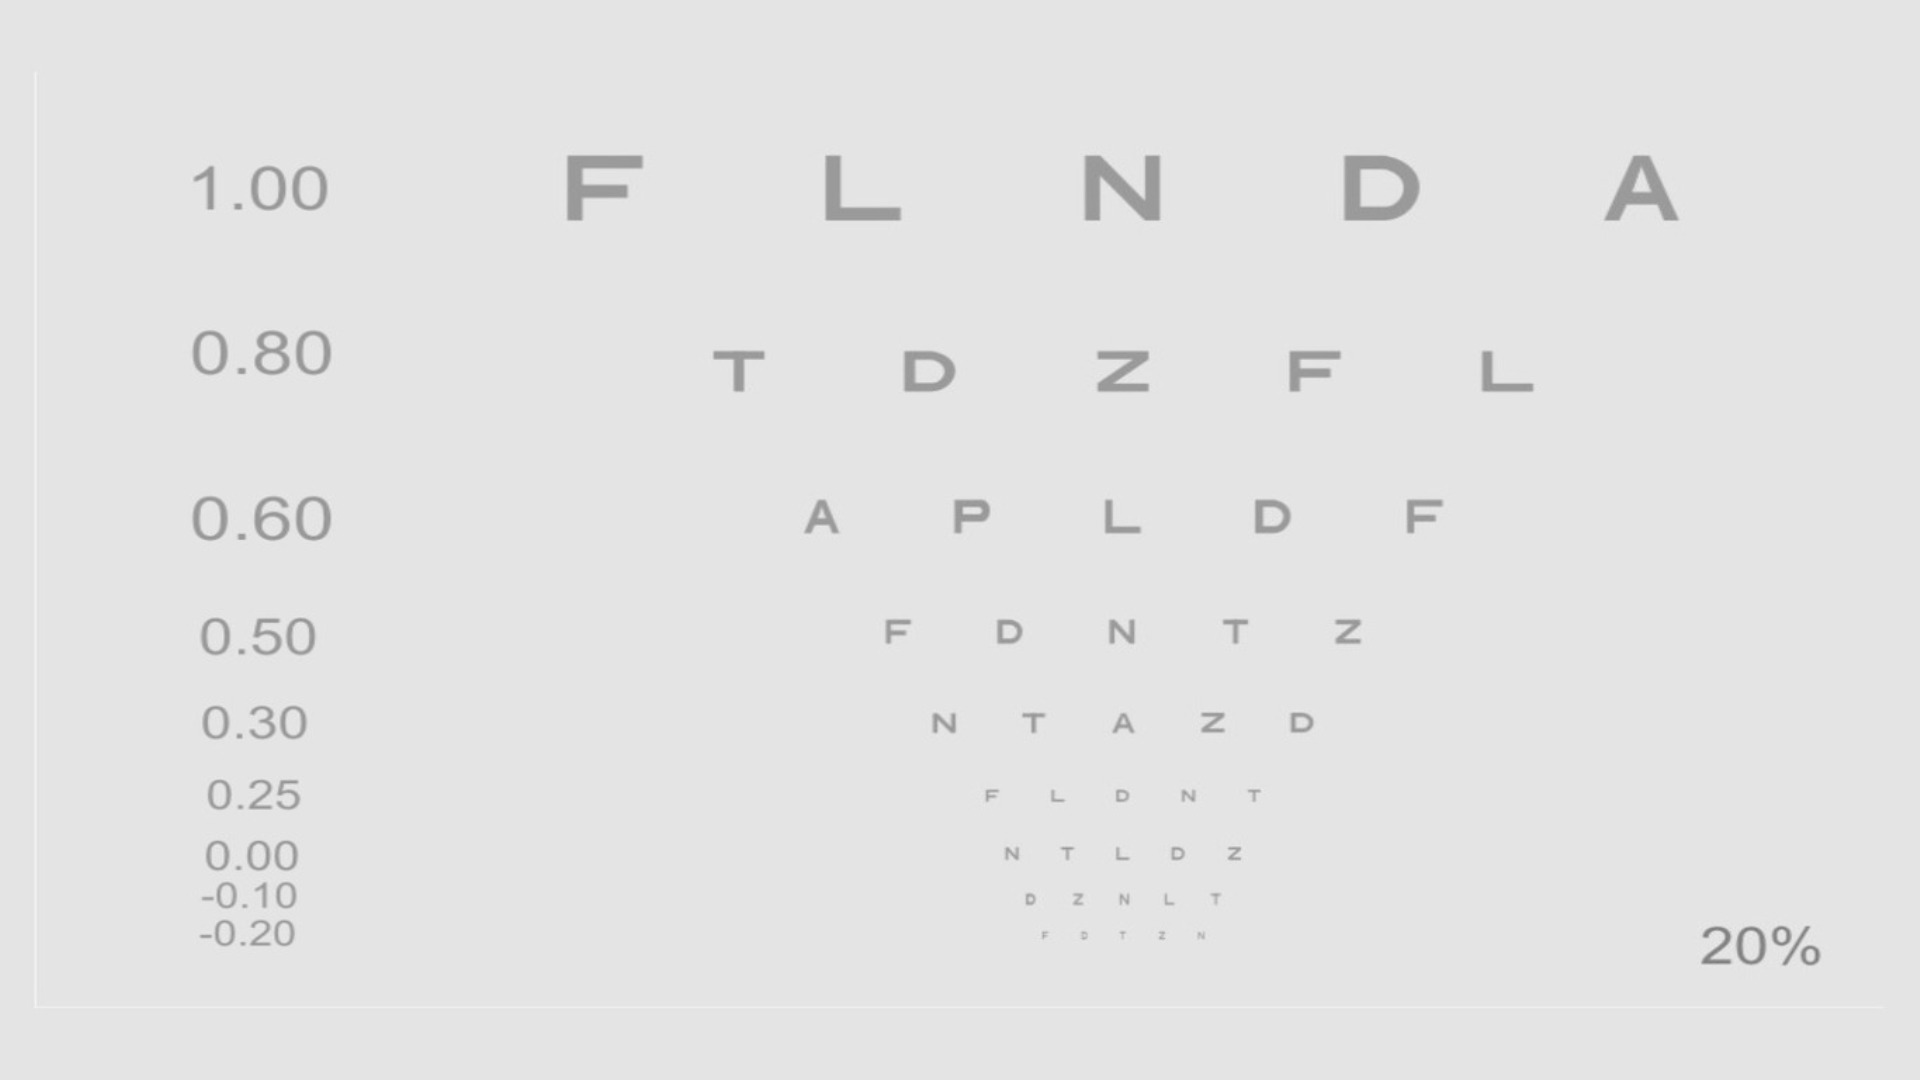 1.00 F L N D A
0.80 T D Z F L
0.60 A P L D F
0.50 F D N T Z
0.30 N T A Z D
0.25 F L D N T
0.00 N T L D Z
-0.10 D Z N L T
-0.20 F D T Z N
20%